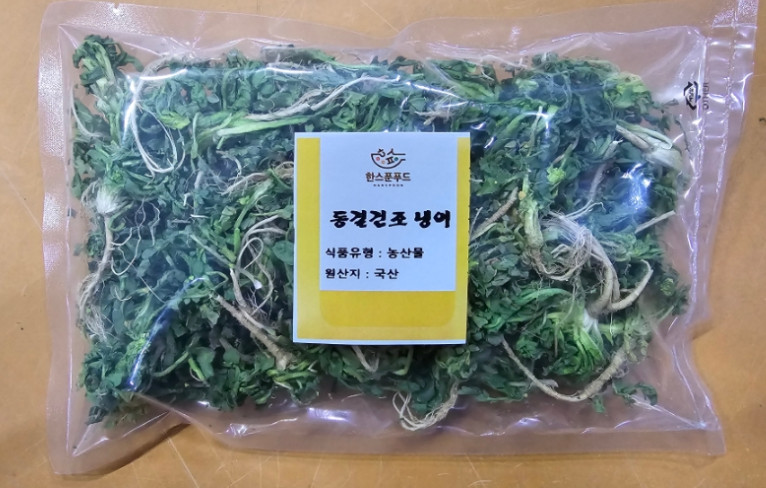 한스푼푸드
동결건조 냉이
식품유형 : 농산물
원산지 : 국산
OTHER